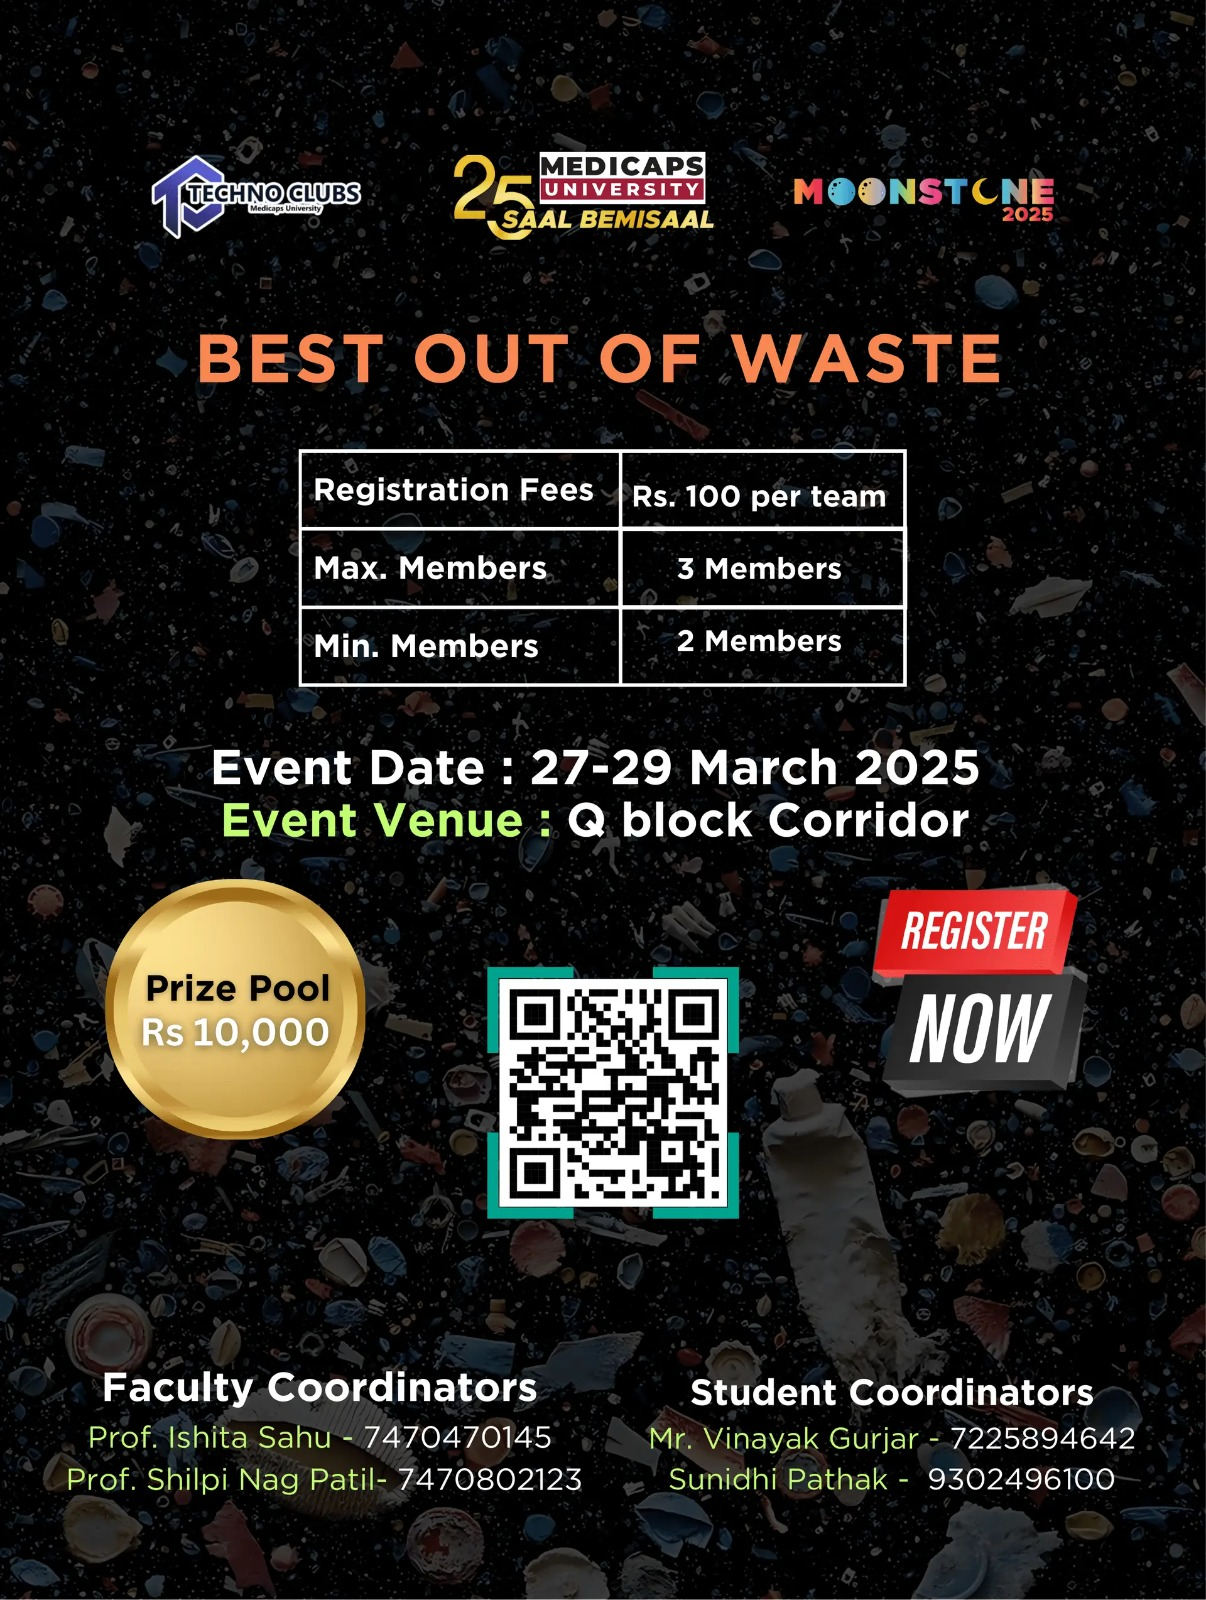 TECHNO CLUBS
Medicaps University
25 MEDICAPS
UNIVERSITY
SAAL BEMISAAL
MOONSTONE
2025
BEST OUT OF WASTE
Registration Fees Rs. 100 per team
Max. Members 3 Members
Min. Members 2 Members
Event Date : 27-29 March 2025
Event Venue : Q block Corridor
Prize Pool
Rs 10,000
REGISTER
NOW
Faculty Coordinators
Prof. Ishita Sahu - 7470470145
Prof. Shilpi Nag Patil- 7470802123
Student Coordinators
Mr. Vinayak Gurjar - 7225894642
Sunidhi Pathak - 9302496100